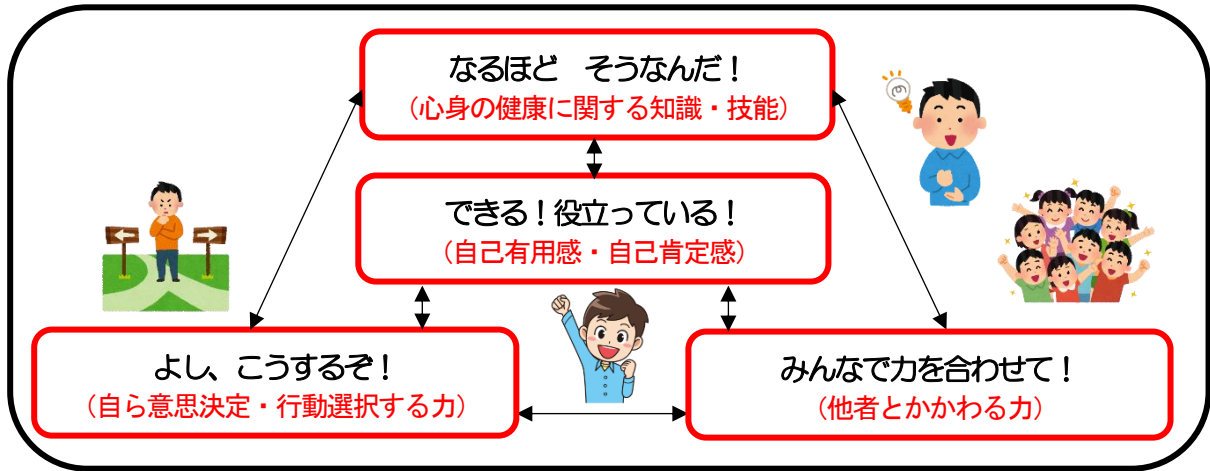 なるほど　そうなんだ！
（心身の健康に関する知識・技能）
できる！役立っている！
（自己有用感・自己肯定感）
よし、こうするぞ！
（自ら意思決定・行動選択する力）
みんなで力を合わせて！
（他者とかかわる力）